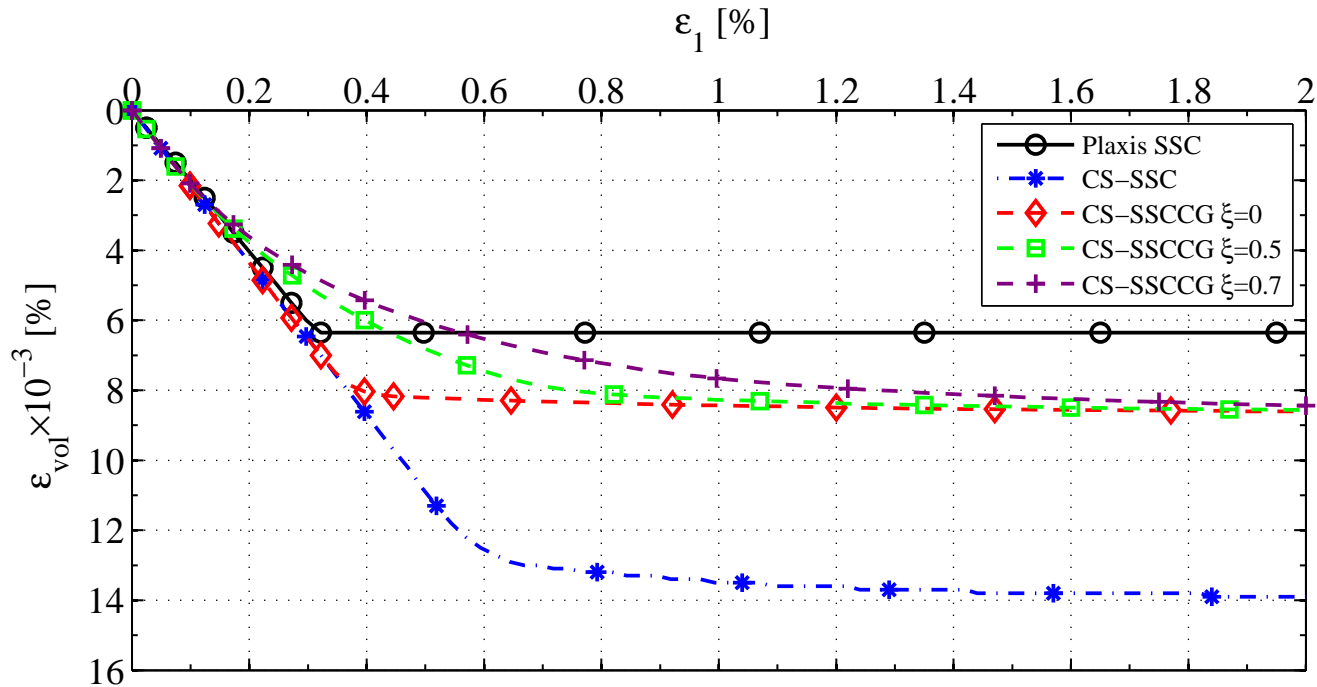 ε₁ [%]
0 0.2 0.4 0.6 0.8 1 1.2 1.4 1.6 1.8 2
0
2
4
6
8
10
12
14
16
ε_vol×10⁻³ [%]
Plaxis SSC
CS−SSC
CS−SSCCG ξ=0
CS−SSCCG ξ=0.5
CS−SSCCG ξ=0.7